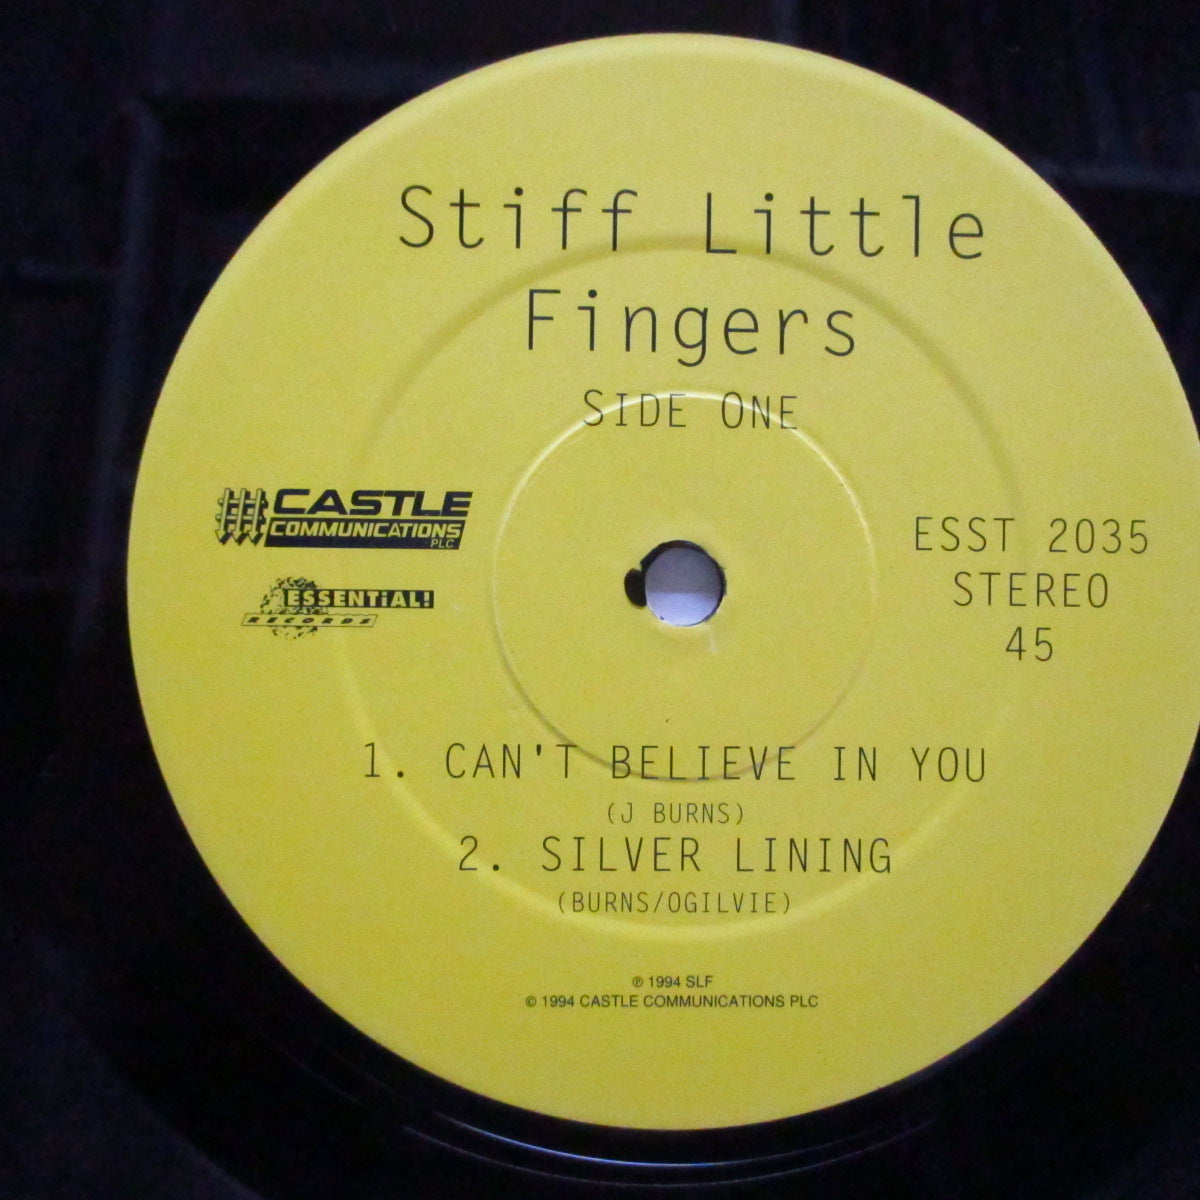 Stiff Little
Fingers
SIDE ONE
CASTLE
COMMUNICATIONS
PLC
ESSENTiAL!
RECORDS
ESST 2035
STEREO
45
1. CAN'T BELIEVE IN YOU
(J BURNS)
2. SILVER LINING
(BURNS/OGILVIE)
℗ 1994 SLF
© 1994 CASTLE COMMUNICATIONS PLC